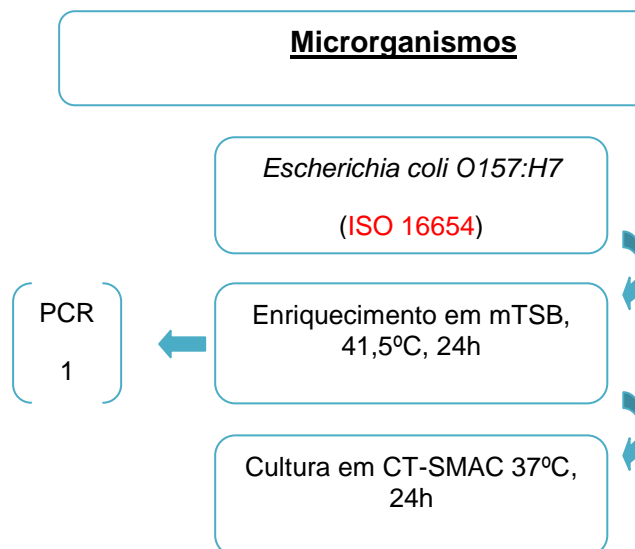 Microrganismos
Escherichia coli O157:H7
(ISO 16654)
PCR
1
Enriquecimento em mTSB,
41,5ºC, 24h
Cultura em CT-SMAC 37ºC,
24h